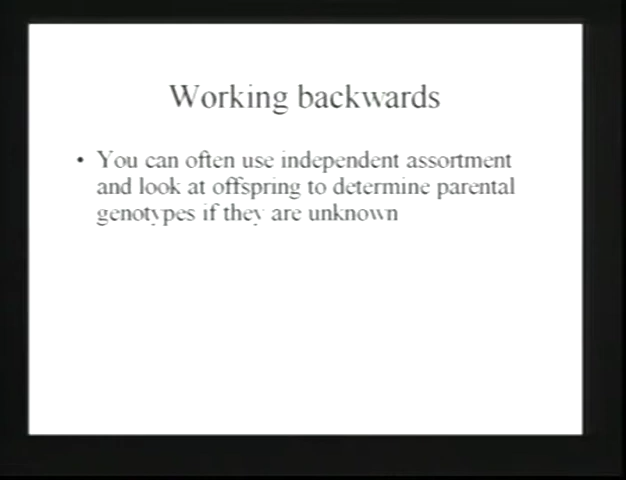 Working backwards
• You can often use independent assortment
and look at offspring to determine parental
genotypes if they are unknown